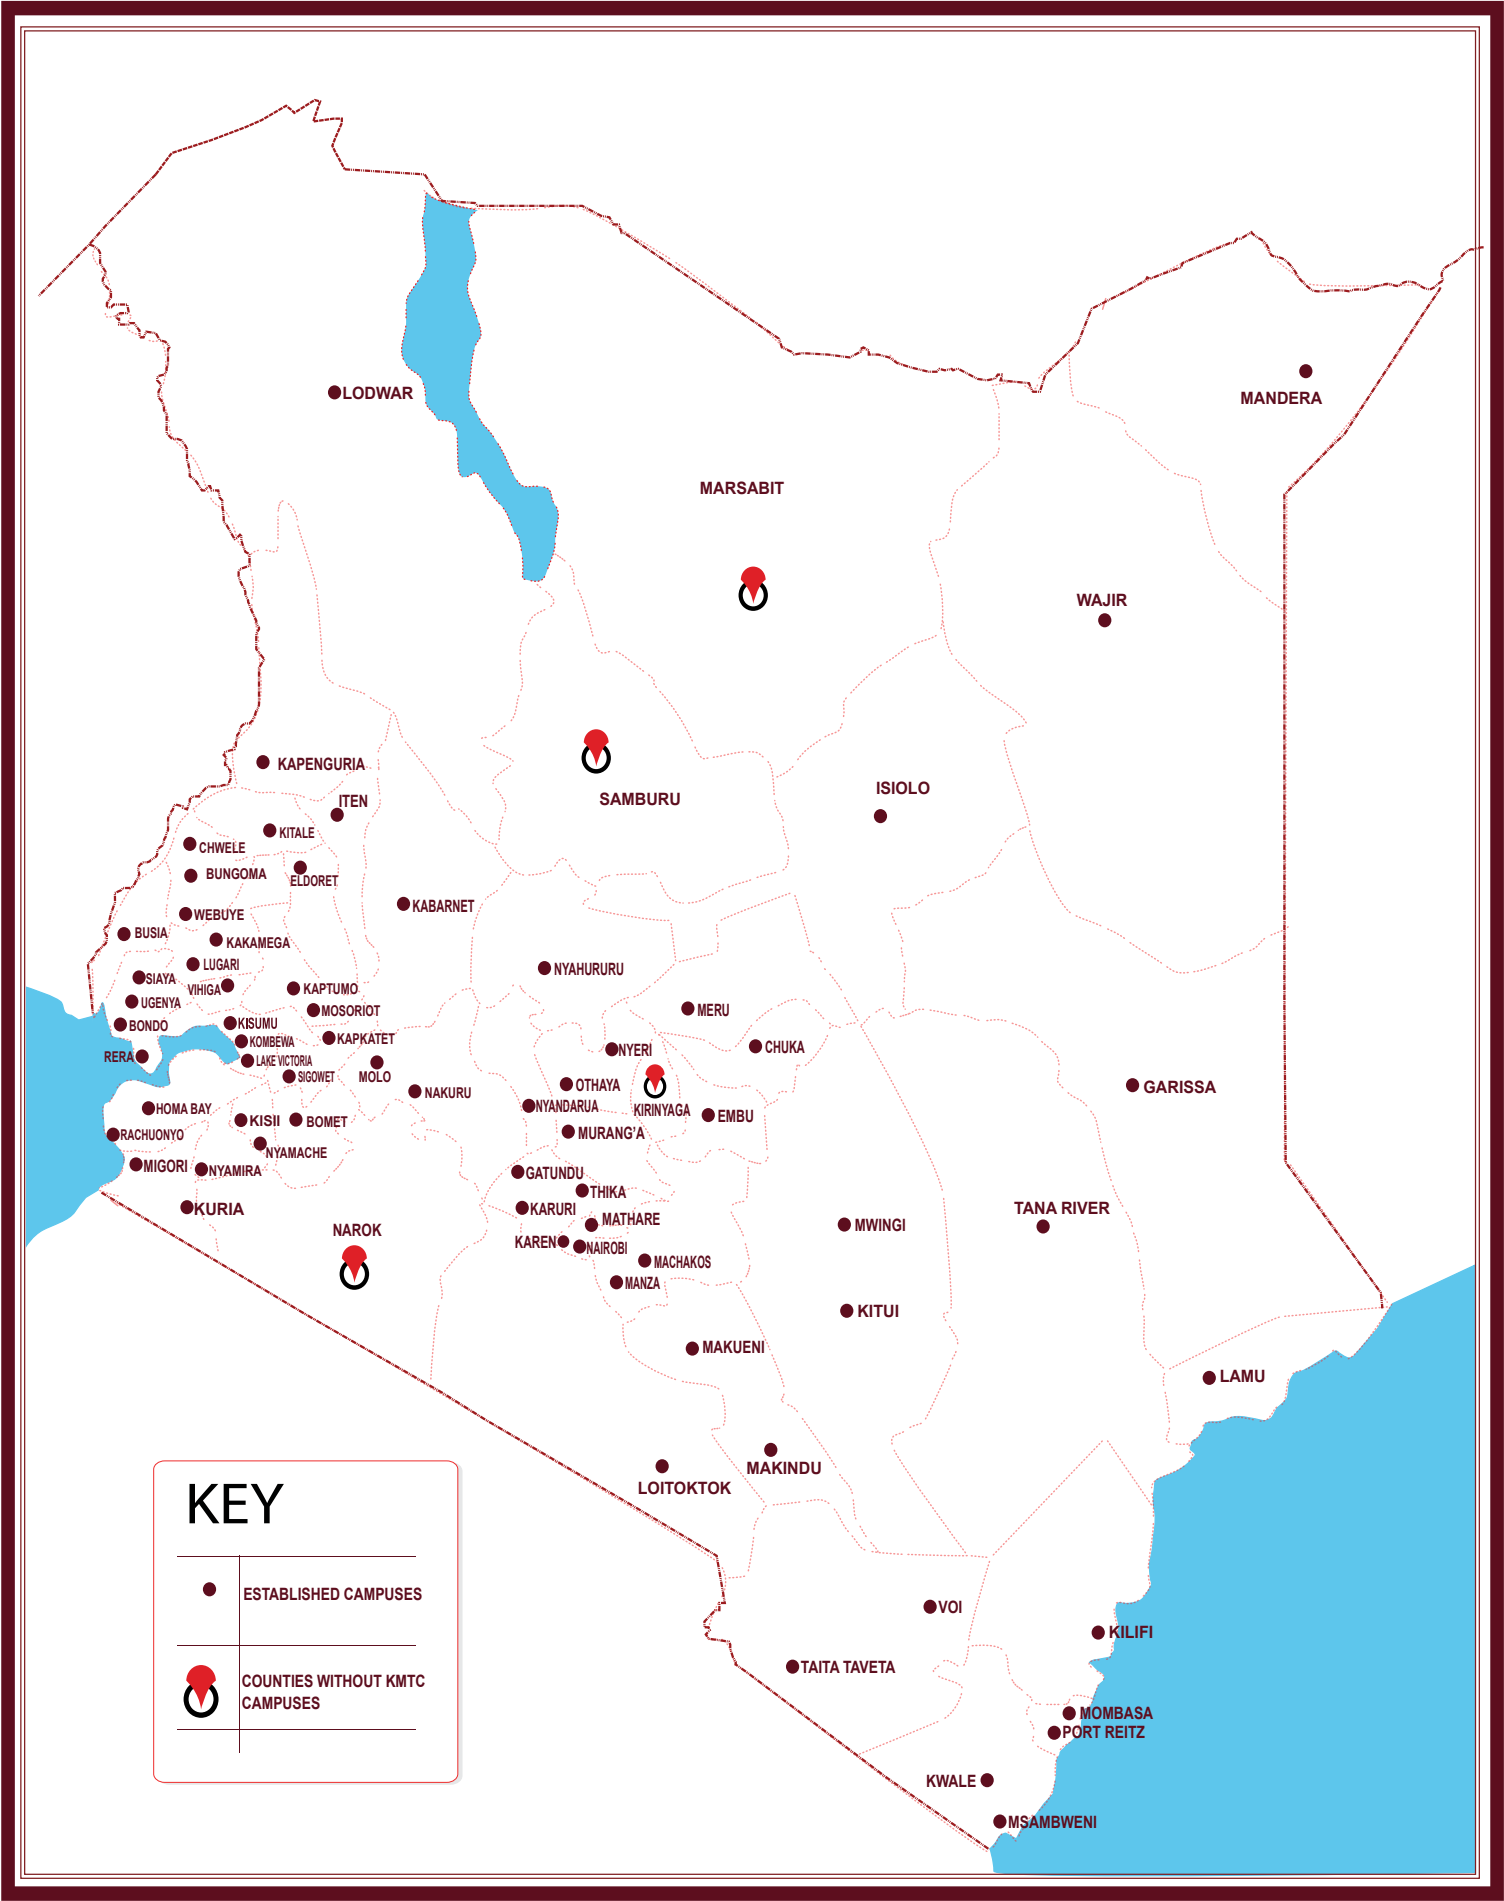 LODWAR
MANDERA
MARSABIT
WAJIR
KAPENGURIA
ISIOLO
SAMBURU
ITEN
KITALE
CHWELE
BUNGOMA
ELDORET
KABARNET
WEBUYE
BUSIA
KAKAMEGA
LUGARI
NYAHURURU
SIAYA
VIHIGA
KAPTUMO
UGENYA
MOSORIOT
MERU
BONDO
KISUMU
KAPKATET
KOMBEWA
CHUKA
NYERI
RERA
LAKE VICTORIA
SIGOWET
MOLO
OTHAYA
GARISSA
NAKURU
NYANDARUA
KIRINYAGA
EMBU
HOMA BAY
KISII
BOMET
RACHUONYO
MURANG'A
NYAMACHE
MIGORI
NYAMIRA
GATUNDU
THIKA
KURIA
KARURI
TANA RIVER
MATHARE
MWINGI
NAROK
KAREN
NAIROBI
MACHAKOS
MANZA
KITUI
MAKUENI
LAMU
MAKINDU
LOITOKTOK
KEY
ESTABLISHED CAMPUSES
COUNTIES WITHOUT KMTC
CAMPUSES
VOI
KILIFI
TAITA TAVETA
MOMBASA
PORT REITZ
KWALE
MSAMBWENI